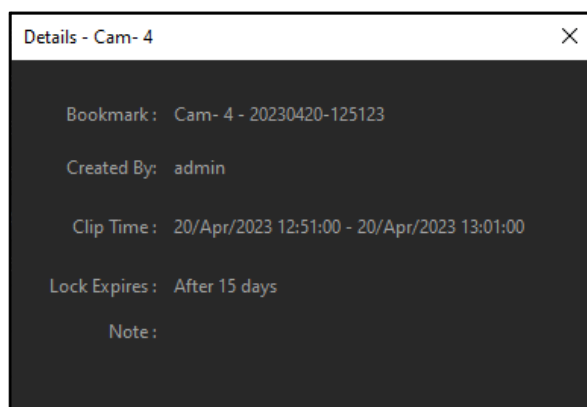 Details - Cam- 4
Bookmark : Cam- 4 - 20230420-125123
Created By: admin
Clip Time : 20/Apr/2023 12:51:00 - 20/Apr/2023 13:01:00
Lock Expires : After 15 days
Note :